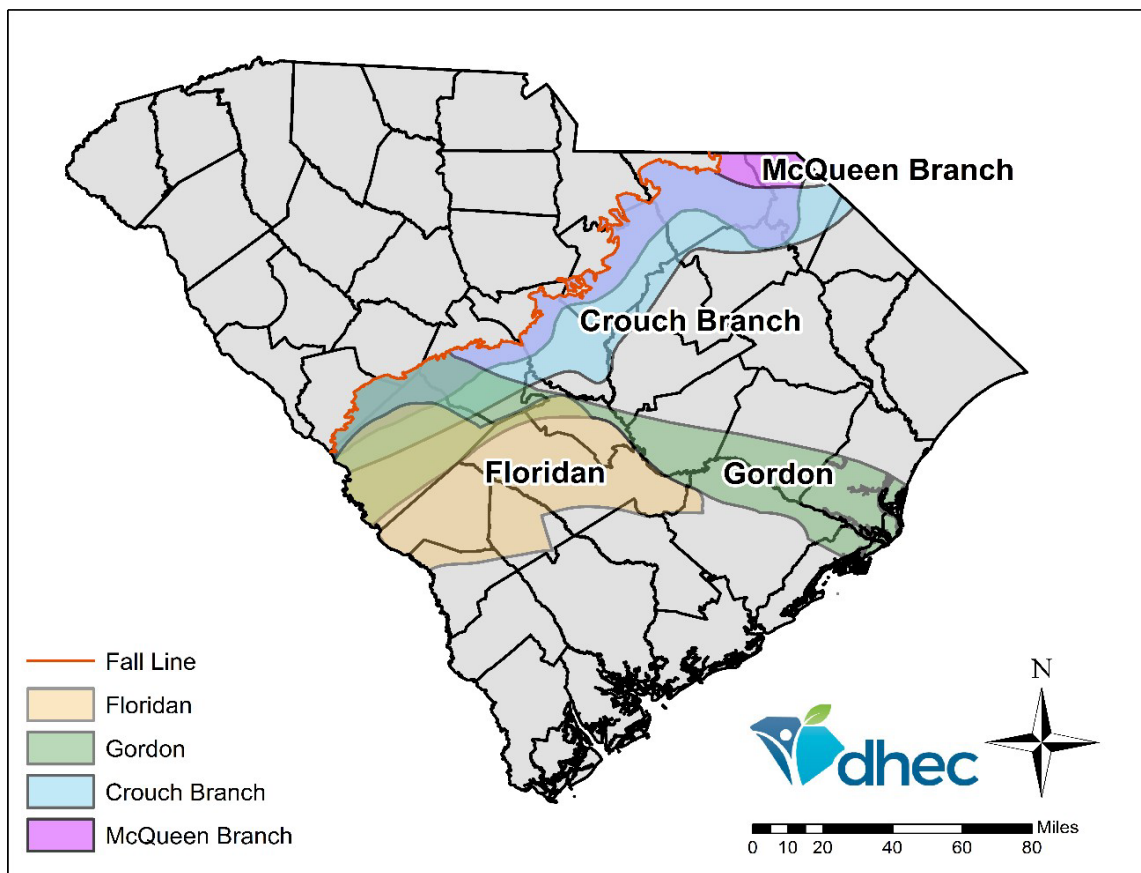 McQueen Branch
Crouch Branch
Floridan
Gordon
Fall Line
Floridan
Gordon
Crouch Branch
McQueen Branch
N
dhec
Miles
0 10 20 40 60 80